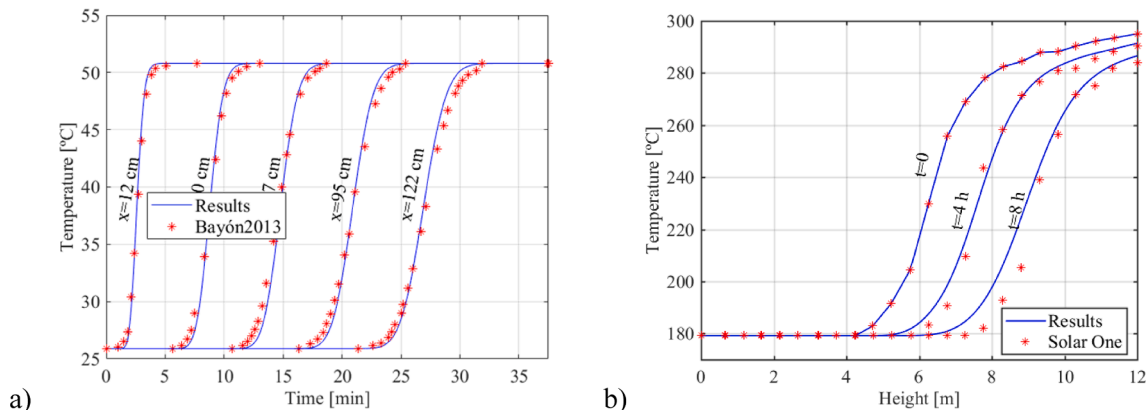 a)
Temperature [ºC]
55
50
45
40
35
30
25
x=12 cm
0 cm
7 cm
x=95 cm
x=122 cm
Results
Bayón2013
0 5 10 15 20 25 30 35
Time [min]
b)
Temperature [ºC]
300
280
260
240
220
200
180
t=0
t=4 h
t=8 h
Results
Solar One
0 2 4 6 8 10 12
Height [m]